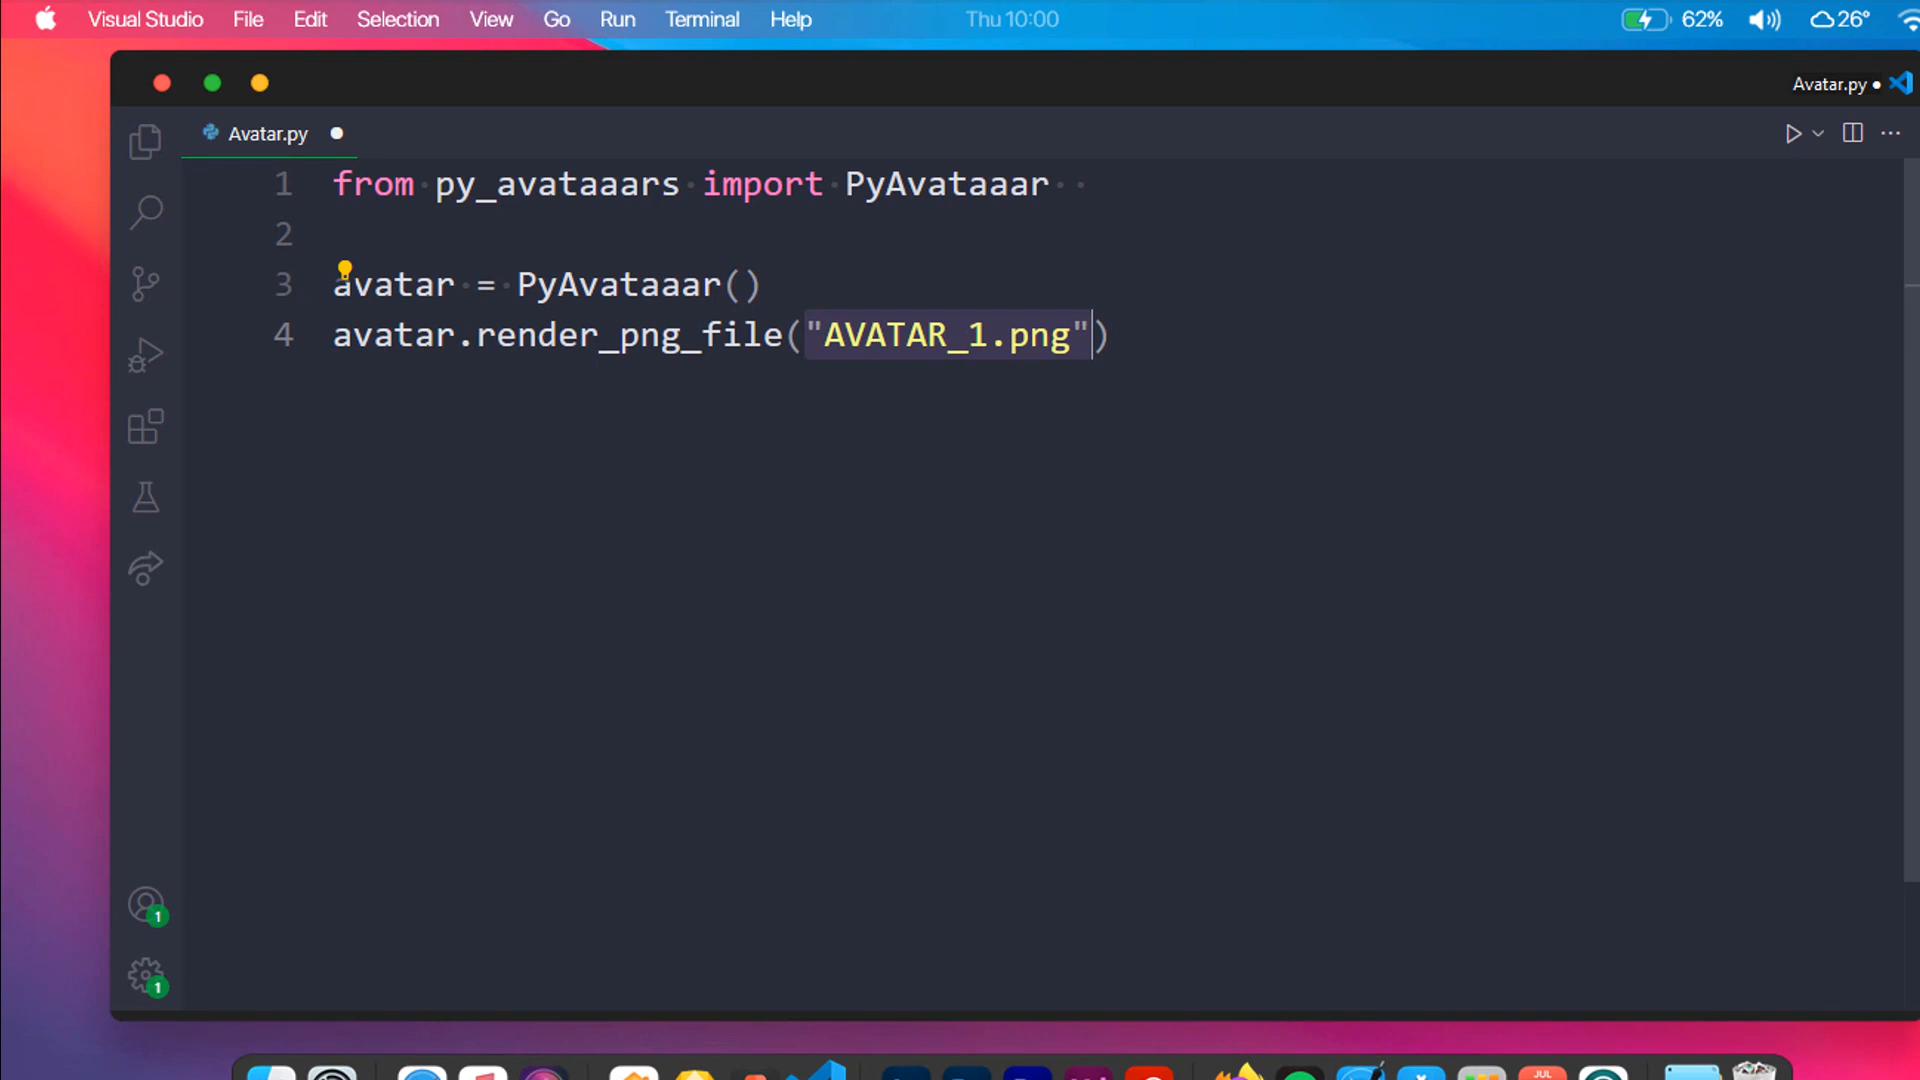 Visual Studio File Edit Selection View Go Run Terminal Help Thu 10:00 62% 26°
Avatar.py
Avatar.py
1 from py_avataaars import PyAvataaar
2
3 avatar = PyAvataaar()
4 avatar.render_png_file("AVATAR_1.png")
1
1
JUL